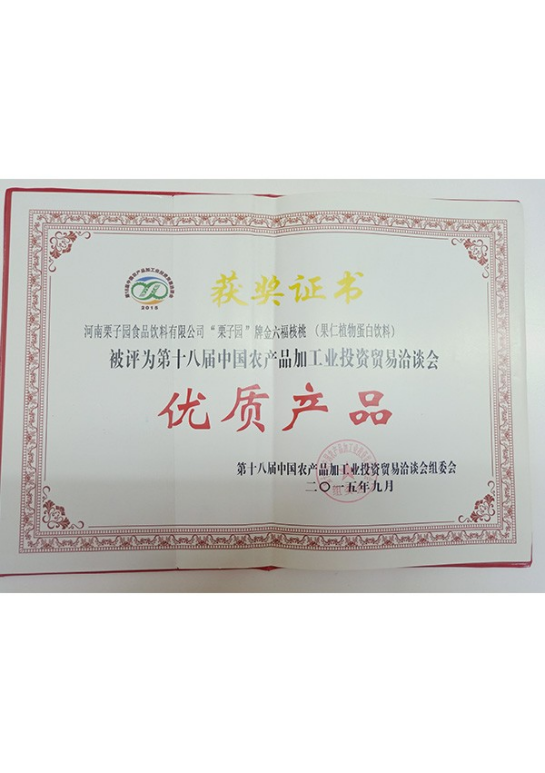 2015
获奖证书
河南栗子园食品饮料有限公司“栗子园”牌金六福核桃（果仁植物蛋白饮料）
被评为第十八届中国农产品加工业投资贸易洽谈会
优质产品
第十八届中国农产品加工业投资贸易洽谈会组委会
二〇一五年九月